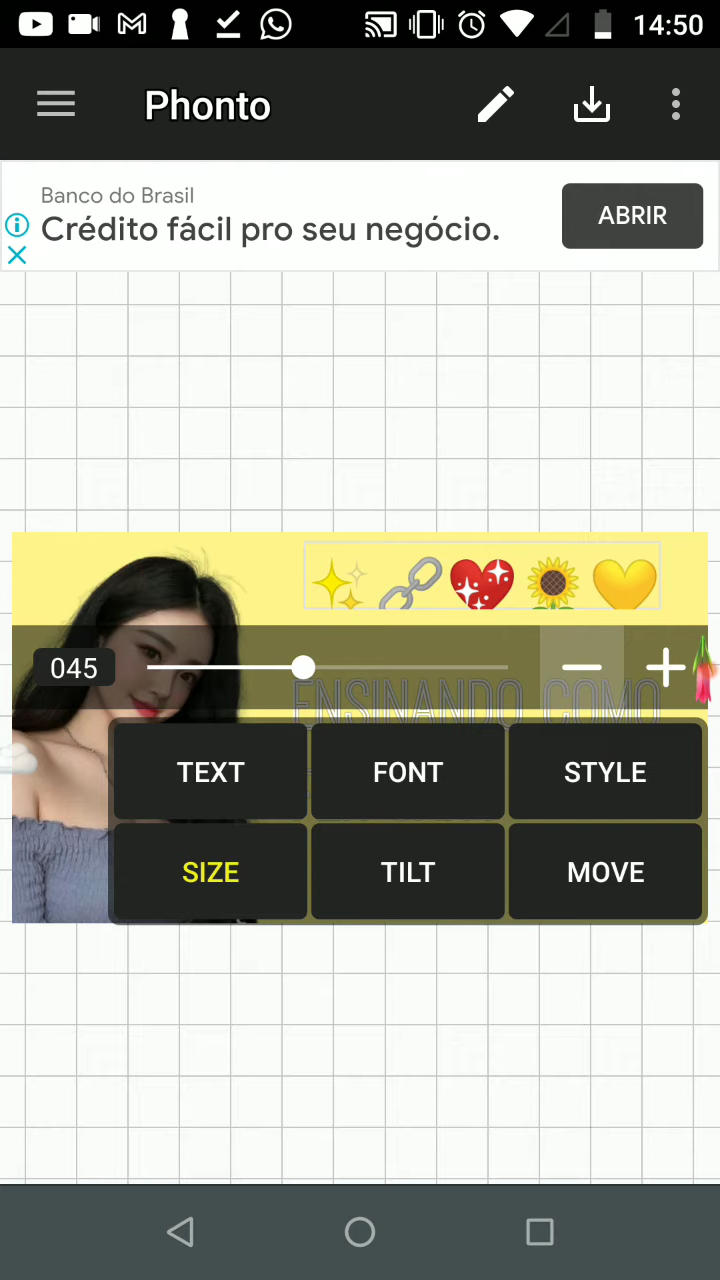 14:50
Phonto
Banco do Brasil
Crédito fácil pro seu negócio.
ABRIR
045
ENSINANDO COMO
TEXT
FONT
STYLE
SIZE
TILT
MOVE